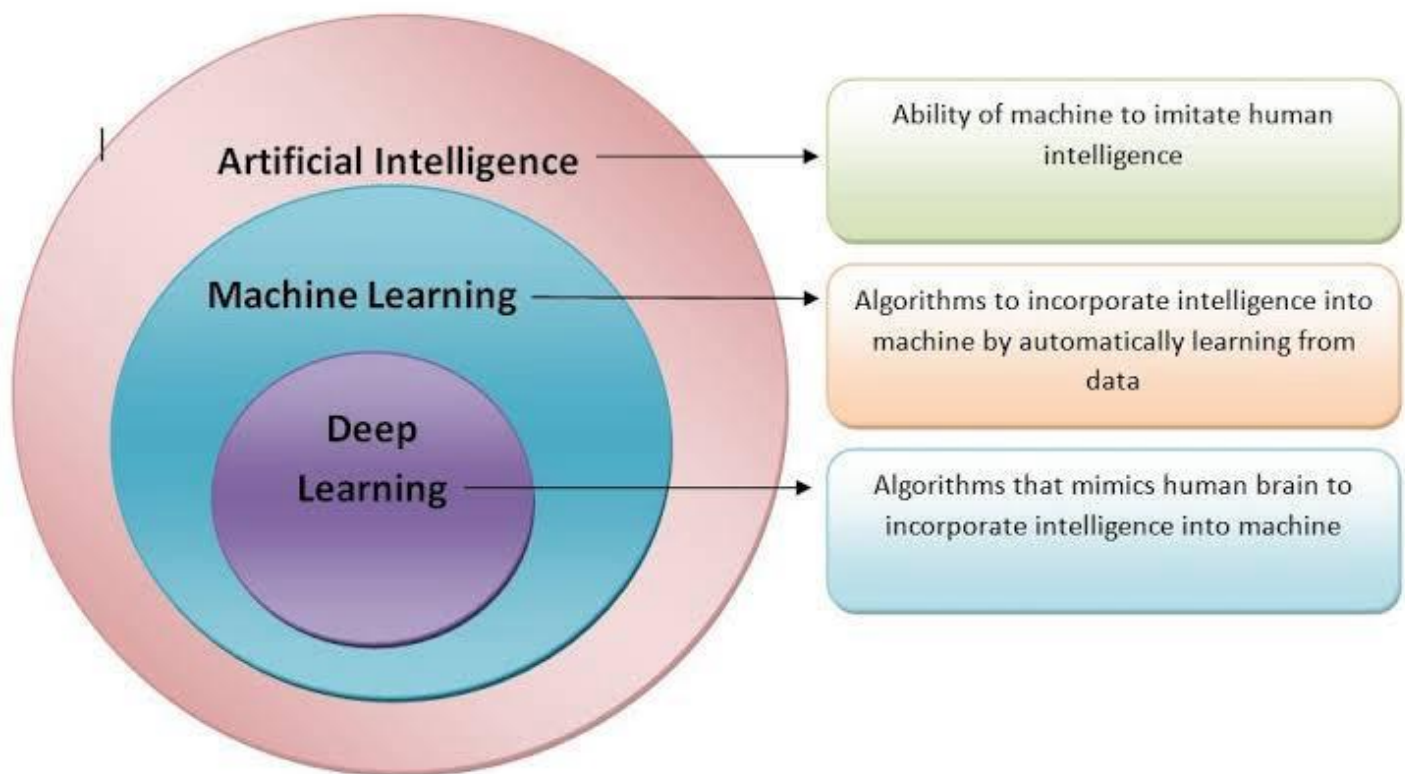 Artificial Intelligence
Ability of machine to imitate human
intelligence
Machine Learning
Algorithms to incorporate intelligence into
machine by automatically learning from
data
Deep
Learning
Algorithms that mimics human brain to
incorporate intelligence into machine